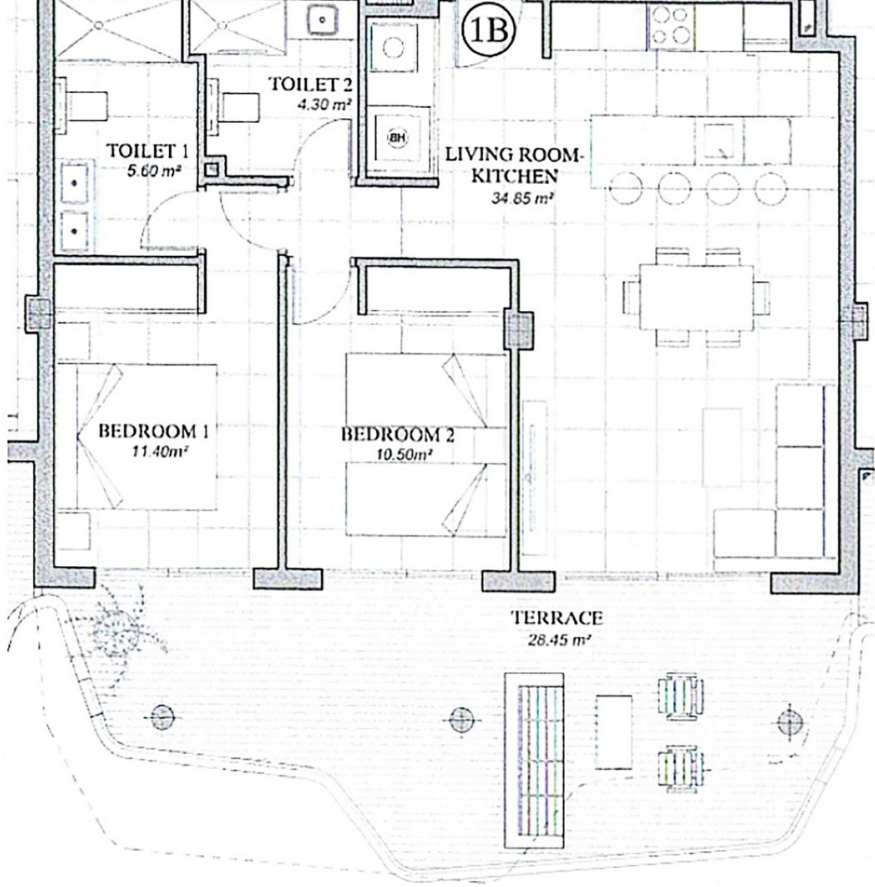 1B
TOILET 2
4.30 m²
TOILET 1
5.60 m²
BH
LIVING ROOM-
KITCHEN
34.85 m²
BEDROOM 1
11.40m²
BEDROOM 2
10.50m²
TERRACE
28.45 m²